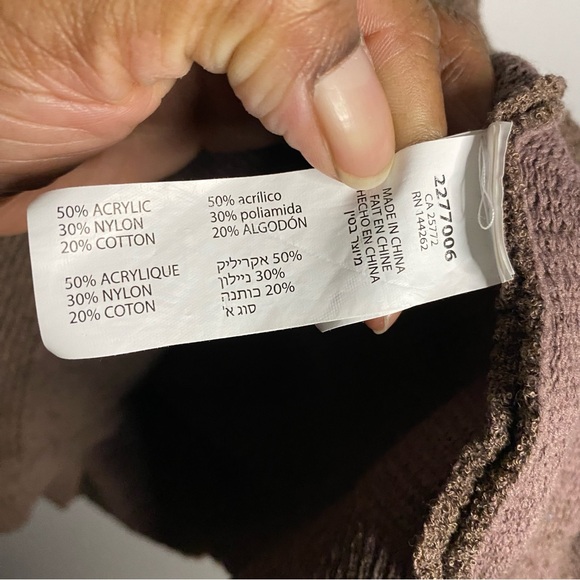 50% ACRYLIC
30% NYLON
20% COTTON
50% acrílico
30% poliamida
20% ALGODÓN
50% ACRYLIQUE
30% NYLON
20% COTON
50% אקריליק
30% ניילון
20% כותנה
סוג א'
MADE IN CHINA
FAIT EN CHINE
HECHO EN CHINA
מיוצר בסין
2277006
CA 25772
RN 144262